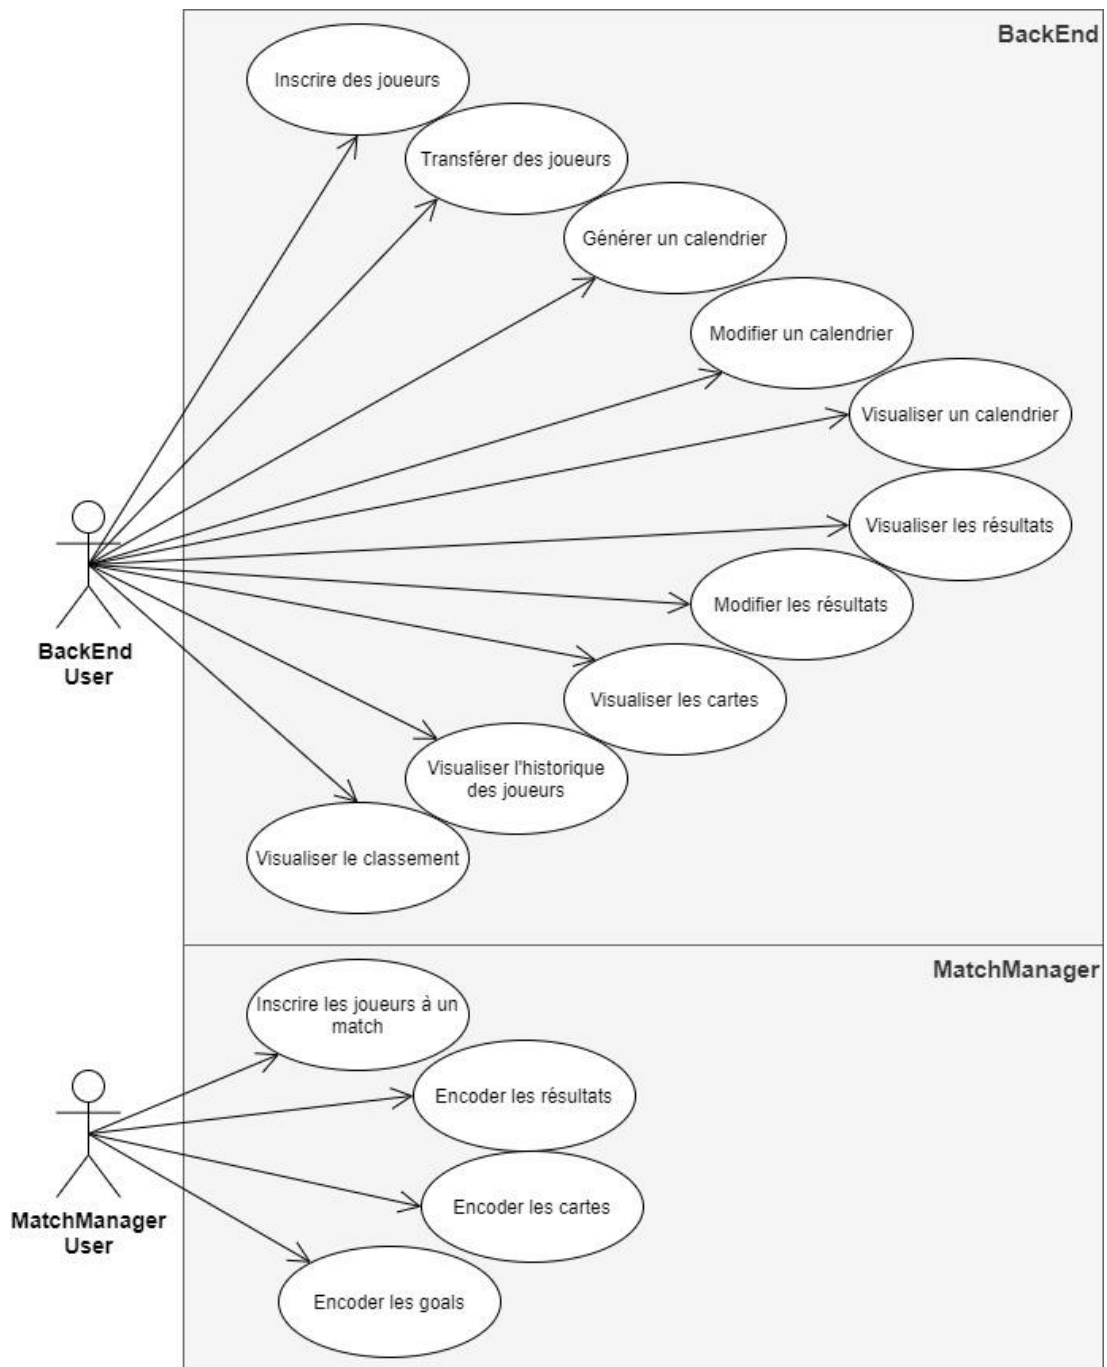 BackEnd
Inscrire des joueurs
Transférer des joueurs
Générer un calendrier
Modifier un calendrier
Visualiser un calendrier
Visualiser les résultats
Modifier les résultats
BackEnd
User
Visualiser les cartes
Visualiser l'historique
des joueurs
Visualiser le classement
MatchManager
Inscrire les joueurs à un
match
Encoder les résultats
Encoder les cartes
MatchManager
User
Encoder les goals